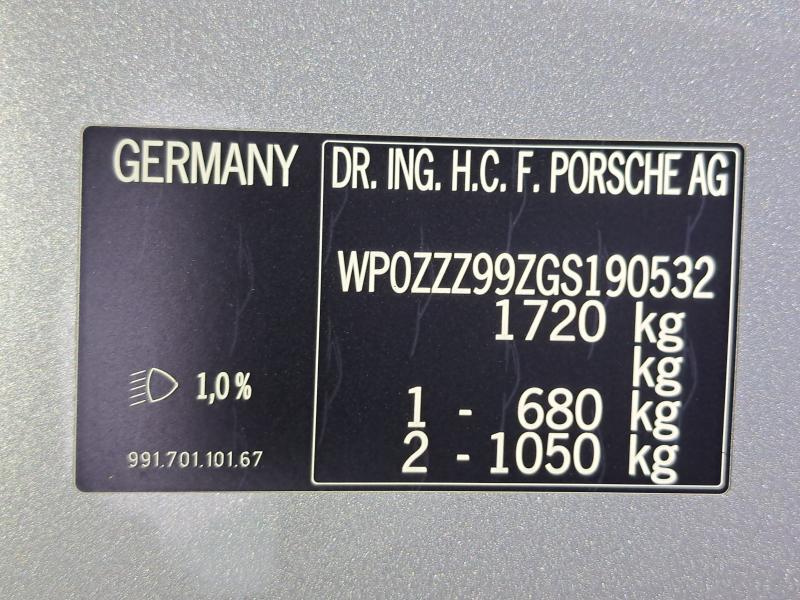 GERMANY
DR. ING. H.C. F. PORSCHE AG
WP0ZZZ99ZGS190532
1720 kg
kg
1 - 680 kg
2 - 1050 kg
1,0 %
991.701.101.67